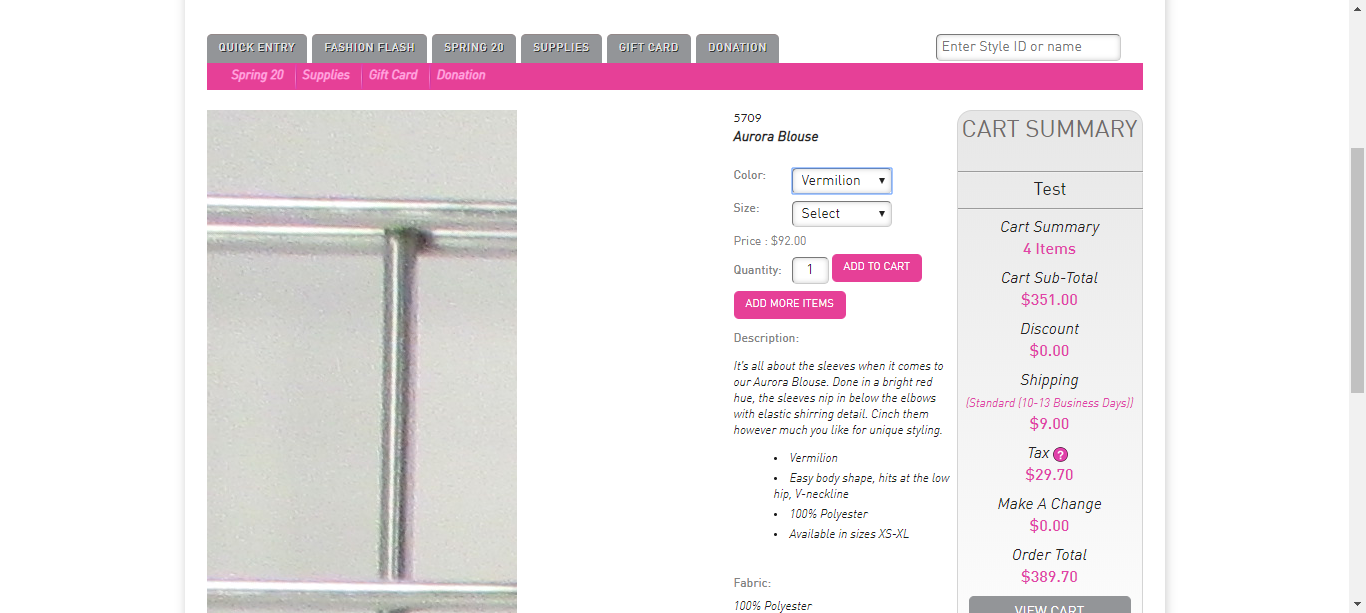 QUICK ENTRY FASHION FLASH SPRING 20 SUPPLIES GIFT CARD DONATION Enter Style ID or name
Spring 20 Supplies Gift Card Donation
5709
Aurora Blouse
Color: Vermilion
Size: Select
Price : $92.00
Quantity: 1 ADD TO CART
ADD MORE ITEMS
Description:
It's all about the sleeves when it comes to
our Aurora Blouse. Done in a bright red
hue, the sleeves nip in below the elbows
with elastic shirring detail. Cinch them
however much you like for unique styling.
• Vermilion
• Easy body shape, hits at the low
hip, V-neckline
• 100% Polyester
• Available in sizes XS-XL
Fabric:
100% Polyester
CART SUMMARY
Test
Cart Summary
4 Items
Cart Sub-Total
$351.00
Discount
$0.00
Shipping
(Standard (10-13 Business Days))
$9.00
Tax ?
$29.70
Make A Change
$0.00
Order Total
$389.70
VIEW CART